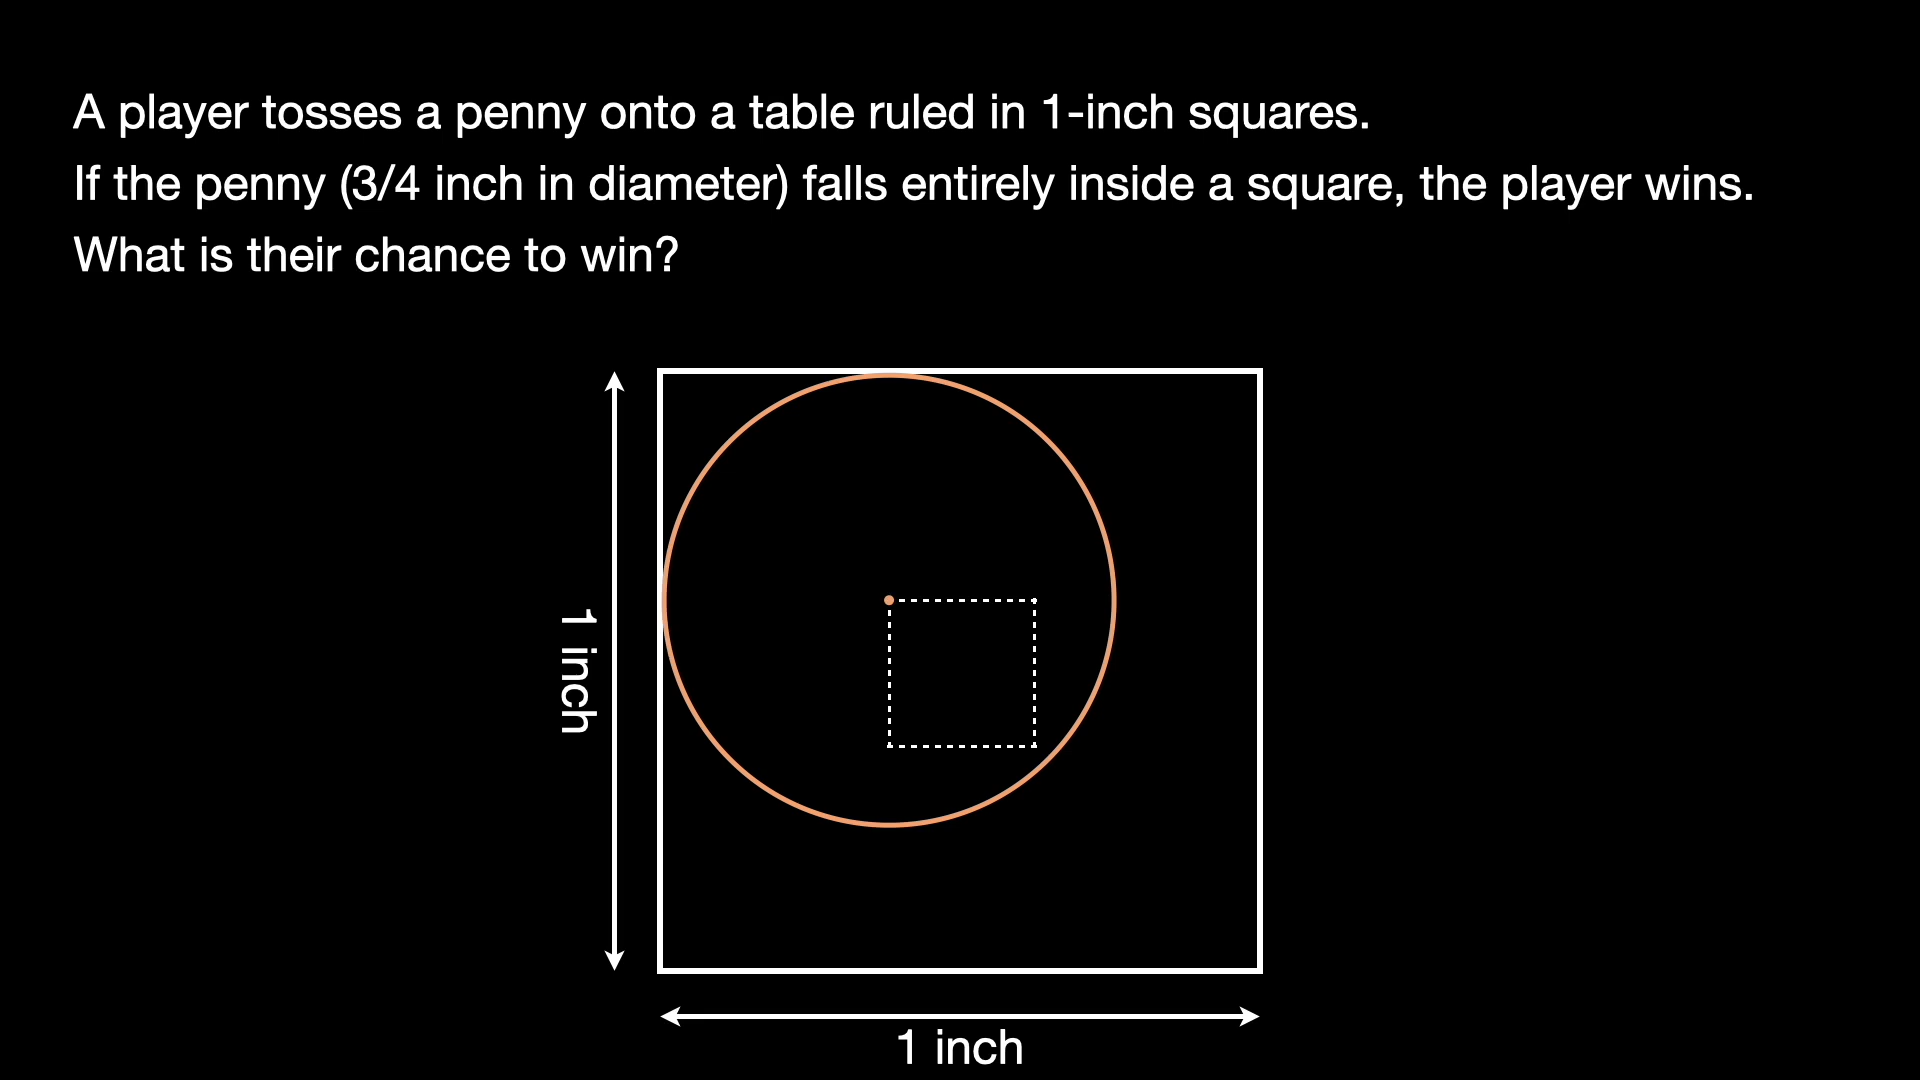 A player tosses a penny onto a table ruled in 1-inch squares.
If the penny (3/4 inch in diameter) falls entirely inside a square, the player wins.
What is their chance to win?
1 inch
1 inch